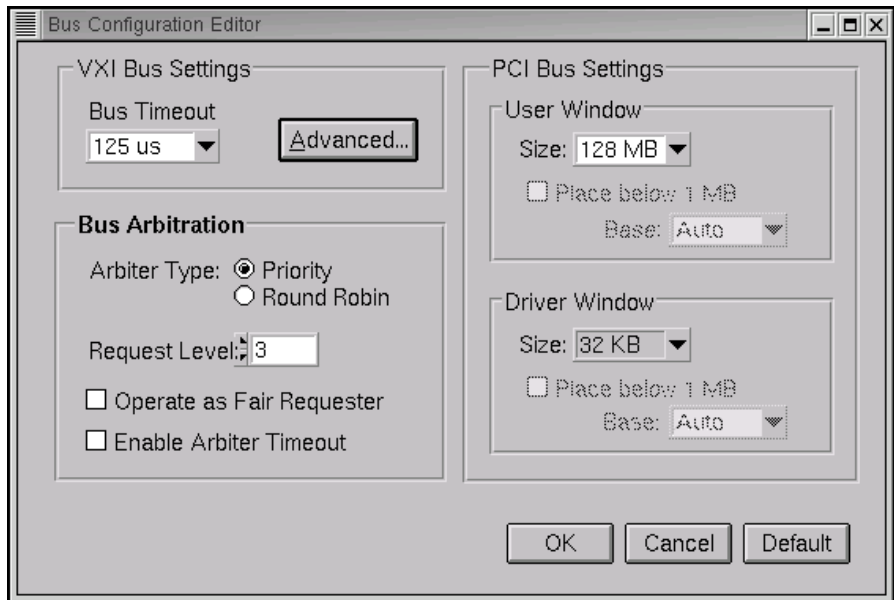 Bus Configuration Editor
VXI Bus Settings
Bus Timeout
125 us
Advanced...
Bus Arbitration
Arbiter Type:
Priority
Round Robin
Request Level:
3
Operate as Fair Requester
Enable Arbiter Timeout
PCI Bus Settings
User Window
Size: 128 MB
Place below 1 MB
Base: Auto
Driver Window
Size: 32 KB
Place below 1 MB
Base: Auto
OK
Cancel
Default